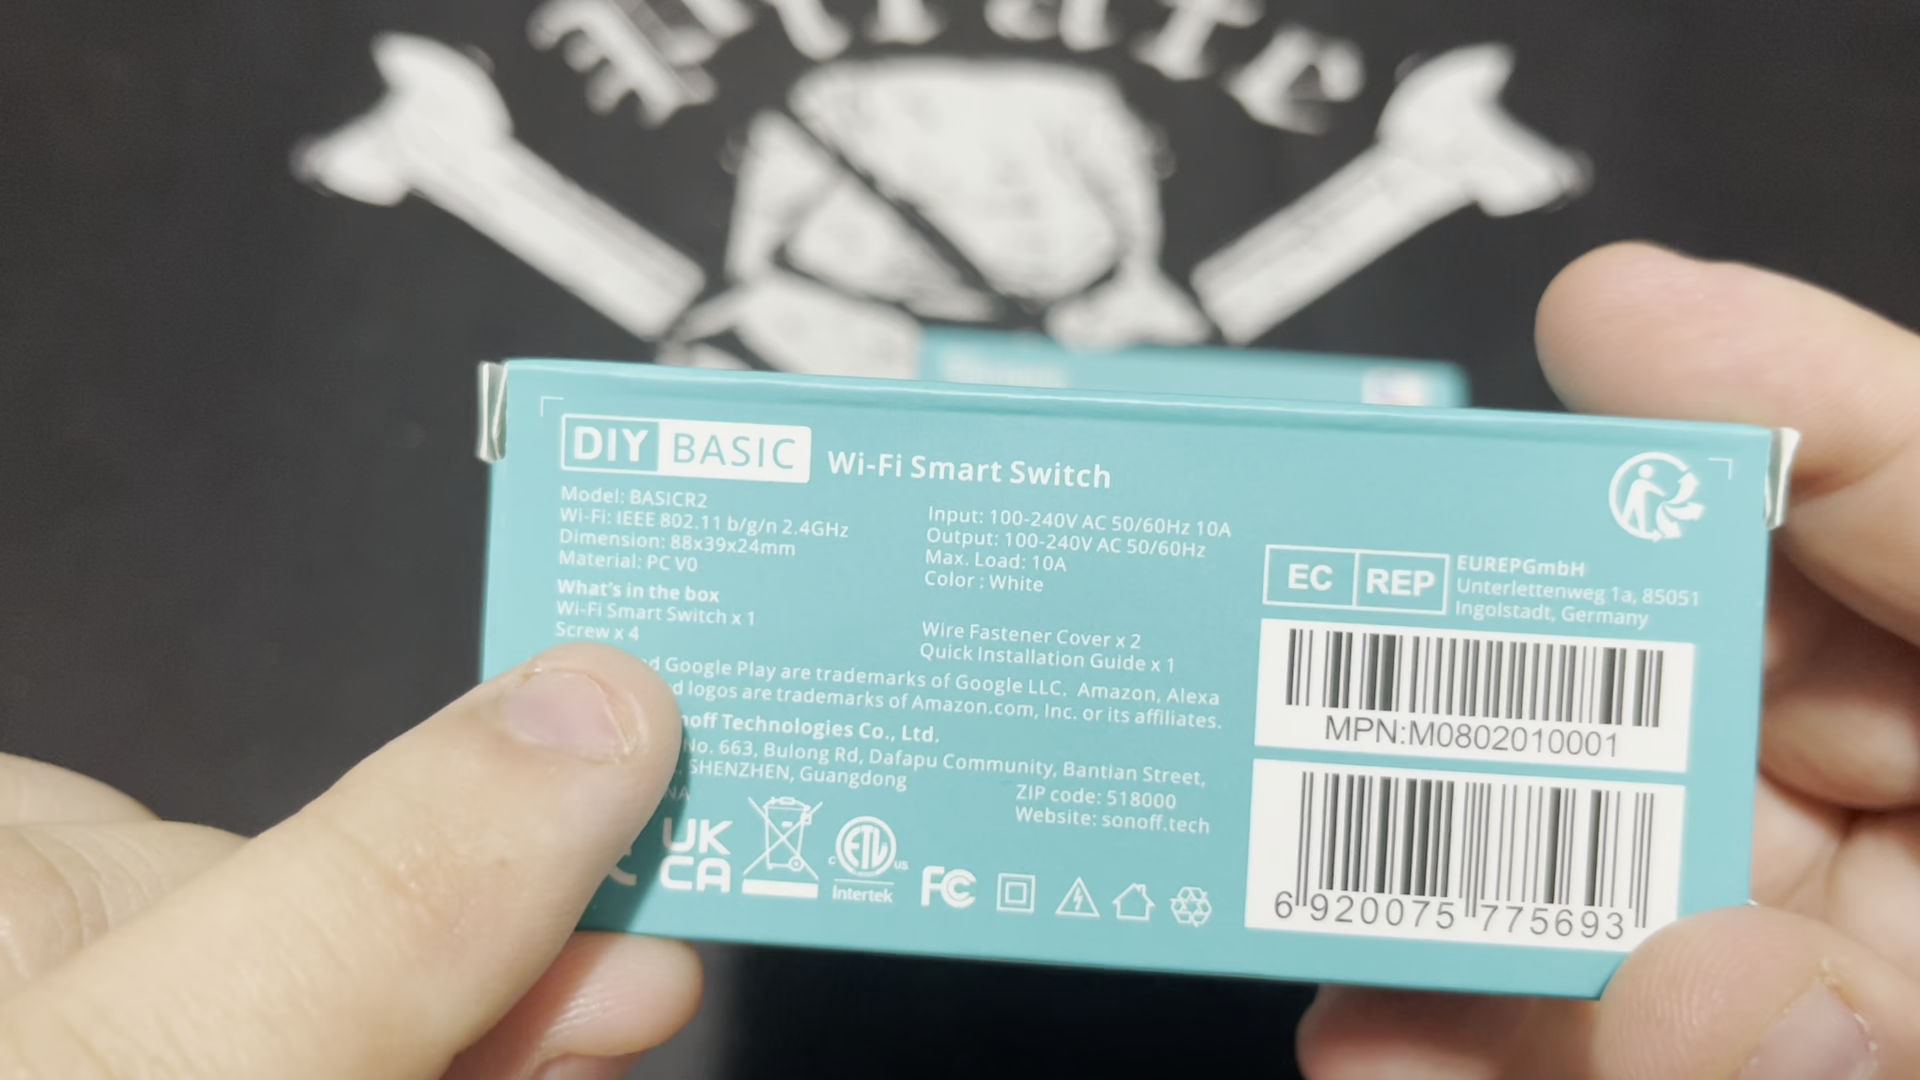 DIY BASIC Wi-Fi Smart Switch
Model: BASICR2
Wi-Fi: IEEE 802.11 b/g/n 2.4GHz
Dimension: 88x39x24mm
Material: PC V0
Input: 100-240V AC 50/60Hz 10A
Output: 100-240V AC 50/60Hz
Max. Load: 10A
Color : White
What's in the box
Wi-Fi Smart Switch x 1
Screw x 4
Wire Fastener Cover x 2
Quick Installation Guide x 1
Google Play are trademarks of Google LLC. Amazon, Alexa
logos are trademarks of Amazon.com, Inc. or its affiliates.
Technologies Co., Ltd.
No. 663, Bulong Rd, Dafapu Community, Bantian Street,
SHENZHEN, Guangdong
ZIP code: 518000
Website: sonoff.tech
UK
CA
c ETL us
Intertek
FC
EC REP
EUREPGmbH
Unterlettenweg 1a, 85051
Ingolstadt, Germany
MPN:M0802010001
6 920075 775693